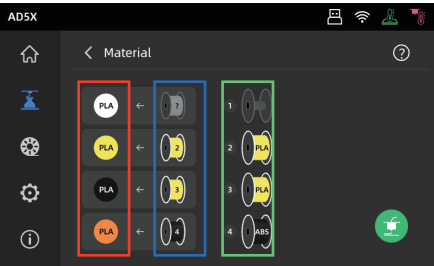 AD5X
Material
?
PLA ← ? 1
PLA ← 2 2 PLA
PLA ← 3 3 PLA
PLA ← 4 4 ABS